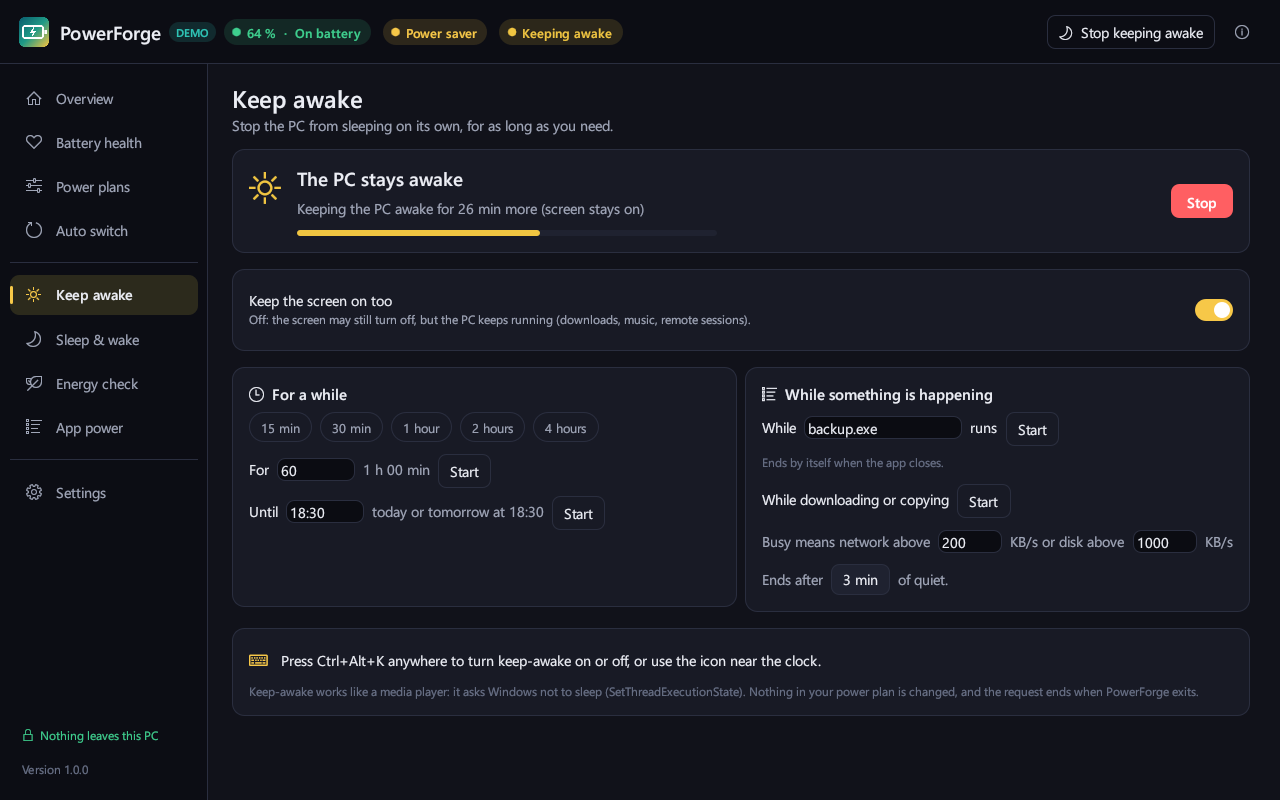 PowerForge DEMO 64 % · On battery Power saver Keeping awake Stop keeping awake
Overview
Battery health
Power plans
Auto switch
Keep awake
Sleep & wake
Energy check
App power
Settings
Nothing leaves this PC
Version 1.0.0
Keep awake
Stop the PC from sleeping on its own, for as long as you need.
The PC stays awake
Keeping the PC awake for 26 min more (screen stays on)
Stop
Keep the screen on too
Off: the screen may still turn off, but the PC keeps running (downloads, music, remote sessions).
For a while
15 min 30 min 1 hour 2 hours 4 hours
For 60 1 h 00 min Start
Until 18:30 today or tomorrow at 18:30 Start
While something is happening
While backup.exe runs Start
Ends by itself when the app closes.
While downloading or copying Start
Busy means network above 200 KB/s or disk above 1000 KB/s
Ends after 3 min of quiet.
Press Ctrl+Alt+K anywhere to turn keep-awake on or off, or use the icon near the clock.
Keep-awake works like a media player: it asks Windows not to sleep (SetThreadExecutionState). Nothing in your power plan is changed, and the request ends when PowerForge exits.